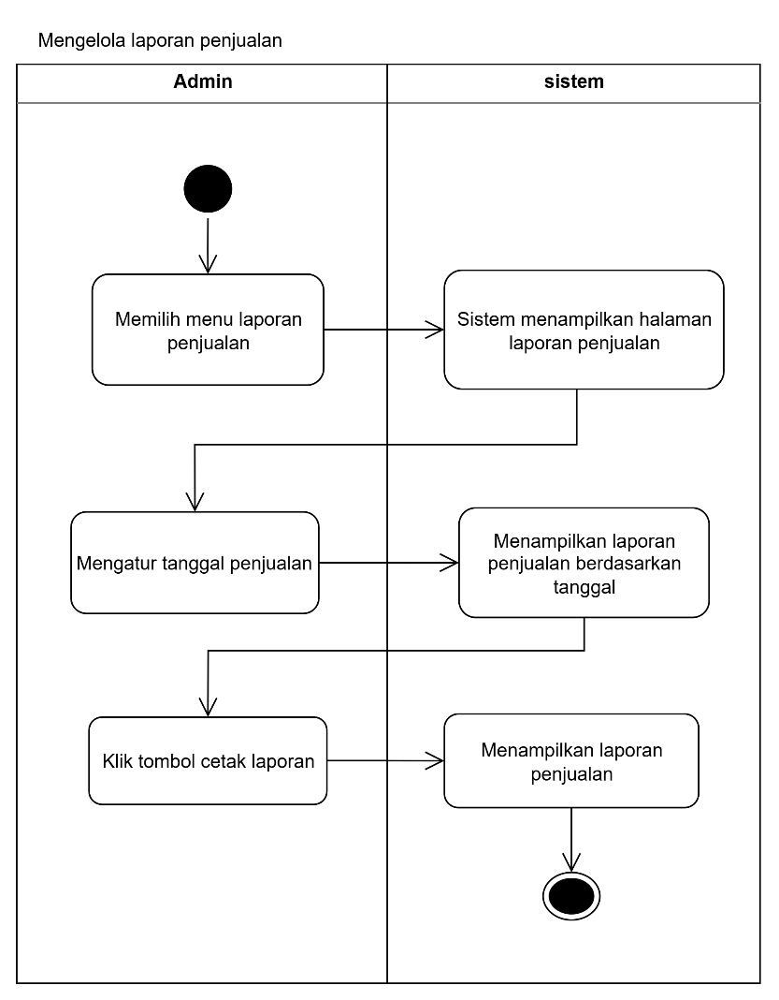 Mengelola laporan penjualan
Admin
sistem
Memilih menu laporan
penjualan
Sistem menampilkan halaman
laporan penjualan
Mengatur tanggal penjualan
Menampilkan laporan
penjualan berdasarkan
tanggal
Klik tombol cetak laporan
Menampilkan laporan
penjualan